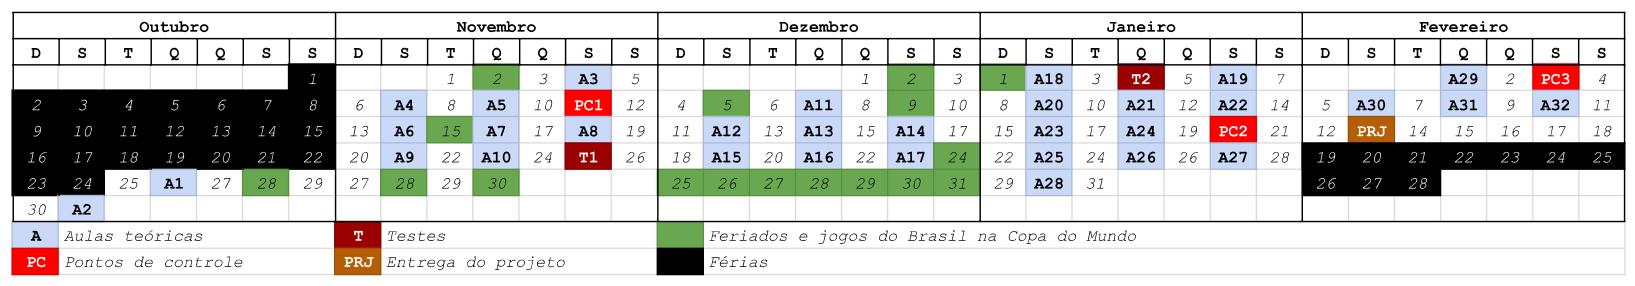 Outubro Novembro Dezembro Janeiro Fevereiro
D S T Q Q S S D S T Q Q S S D S T Q Q S S D S T Q Q S S D S T Q Q S S
1 1 2 3 A3 5 1 2 3 1 A18 3 T2 5 A19 7 A29 2 PC3 4
2 3 4 5 6 7 8 6 A4 8 A5 10 PC1 12 4 5 6 A11 8 9 10 8 A20 10 A21 12 A22 14 5 A30 7 A31 9 A32 11
9 10 11 12 13 14 15 13 A6 15 A7 17 A8 19 11 A12 13 A13 15 A14 17 15 A23 17 A24 19 PC2 21 12 PRJ 14 15 16 17 18
16 17 18 19 20 21 22 20 A9 22 A10 24 T1 26 18 A15 20 A16 22 A17 24 22 A25 24 A26 26 A27 28 19 20 21 22 23 24 25
23 24 25 A1 27 28 29 27 28 29 30 25 26 27 28 29 30 31 29 A28 31 26 27 28
30 A2
A Aulas teóricas T Testes Feriados e jogos do Brasil na Copa do Mundo
PC Pontos de controle PRJ Entrega do projeto Férias